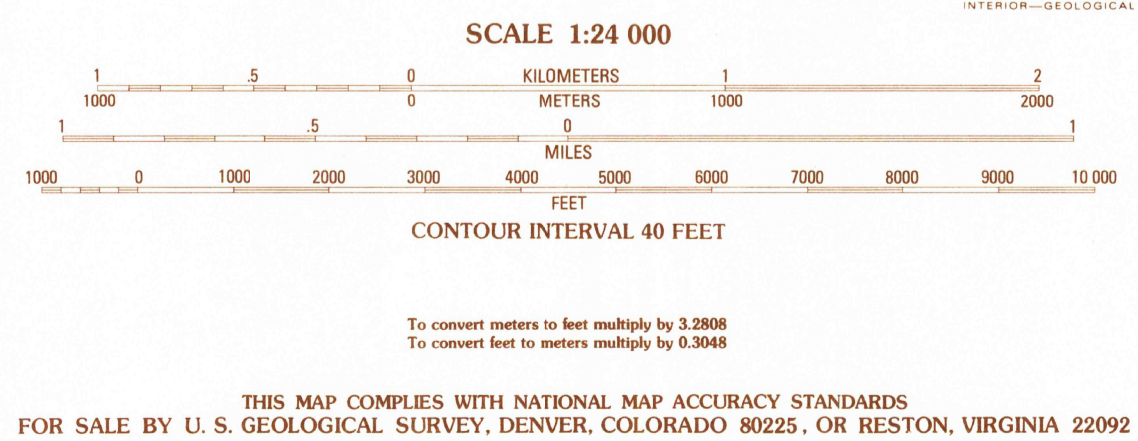 INTERIOR—GEOLOGICAL
SCALE 1:24 000
1 .5 0 KILOMETERS 1 2
1000 0 METERS 1000 2000
1 .5 0 1
MILES
1000 0 1000 2000 3000 4000 5000 6000 7000 8000 9000 10 000
FEET
CONTOUR INTERVAL 40 FEET
To convert meters to feet multiply by 3.2808
To convert feet to meters multiply by 0.3048
THIS MAP COMPLIES WITH NATIONAL MAP ACCURACY STANDARDS
FOR SALE BY U. S. GEOLOGICAL SURVEY, DENVER, COLORADO 80225, OR RESTON, VIRGINIA 22092